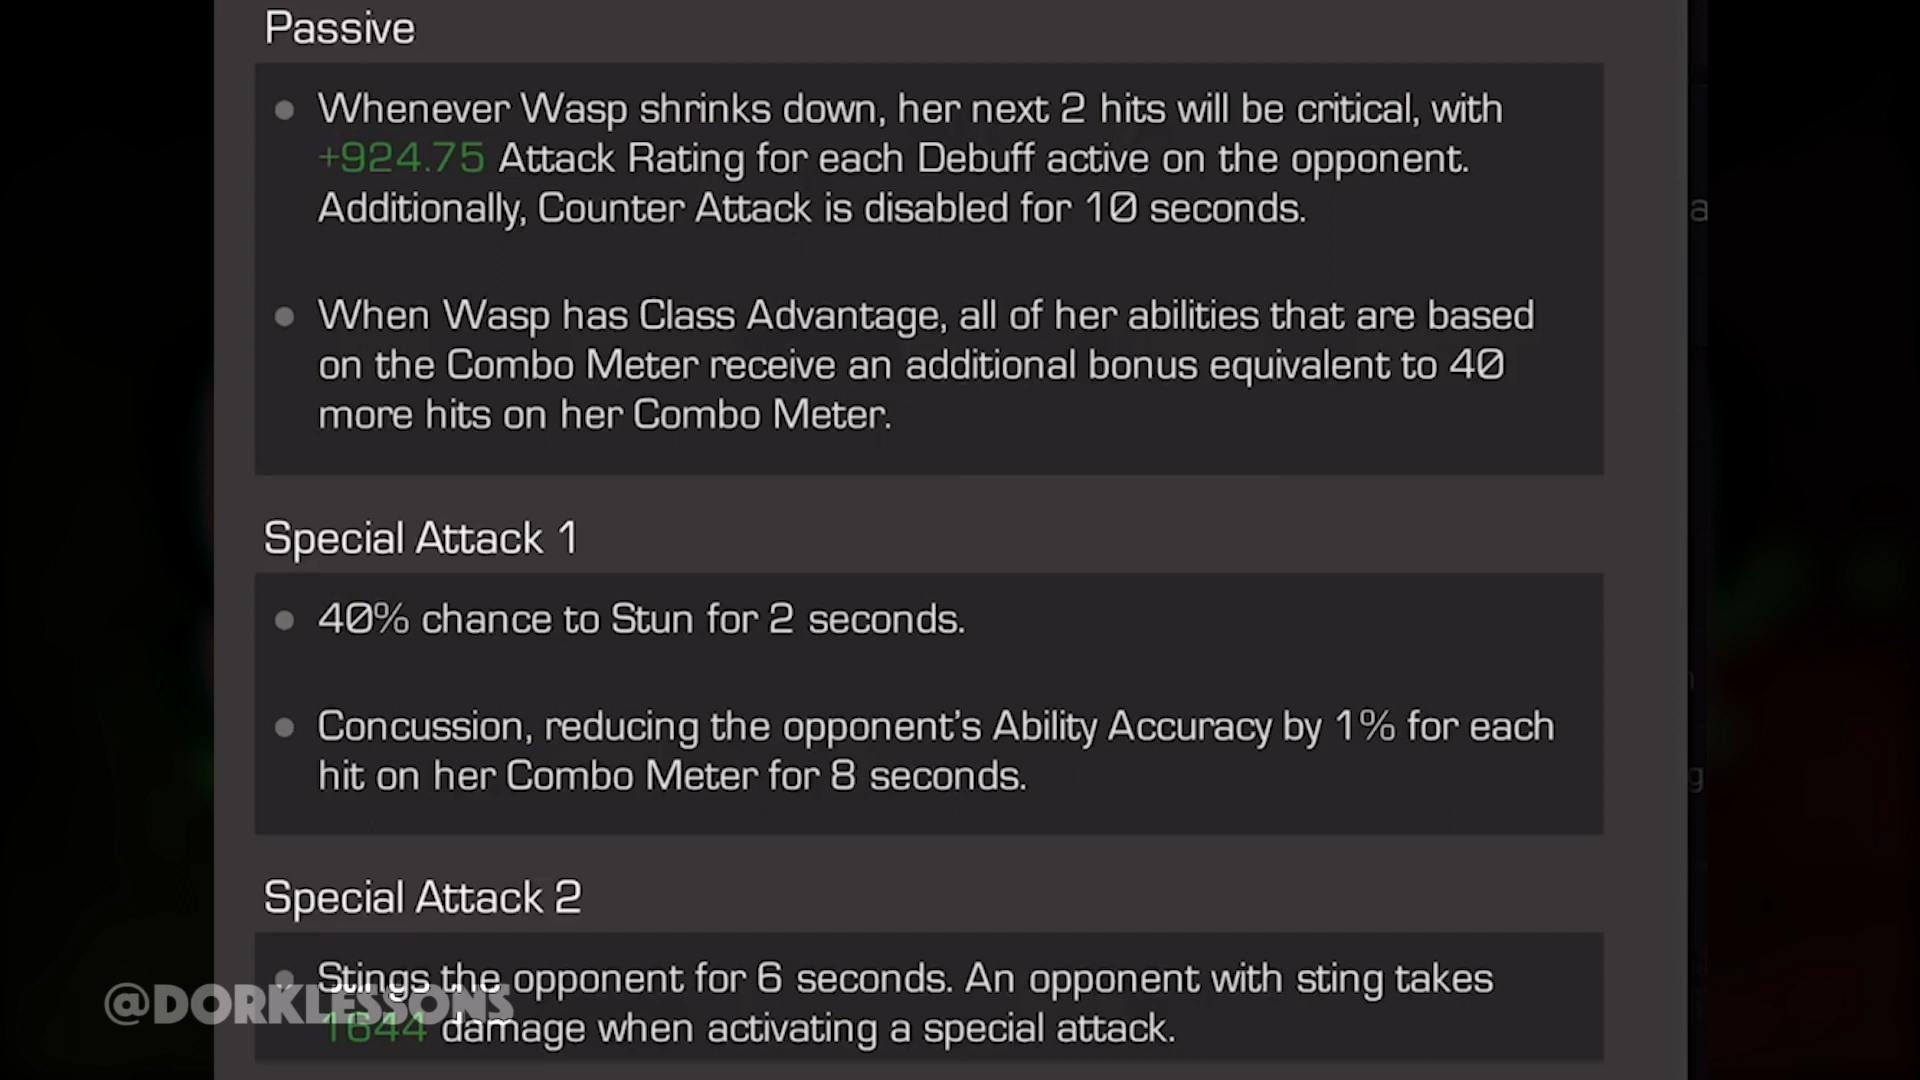 Passive
Whenever Wasp shrinks down, her next 2 hits will be critical, with
+924.75 Attack Rating for each Debuff active on the opponent.
Additionally, Counter Attack is disabled for 10 seconds.
When Wasp has Class Advantage, all of her abilities that are based
on the Combo Meter receive an additional bonus equivalent to 40
more hits on her Combo Meter.
Special Attack 1
40% chance to Stun for 2 seconds.
Concussion, reducing the opponent's Ability Accuracy by 1% for each
hit on her Combo Meter for 8 seconds.
Special Attack 2
Stings the opponent for 6 seconds. An opponent with sting takes
1644 damage when activating a special attack.
@DORKLESSONS